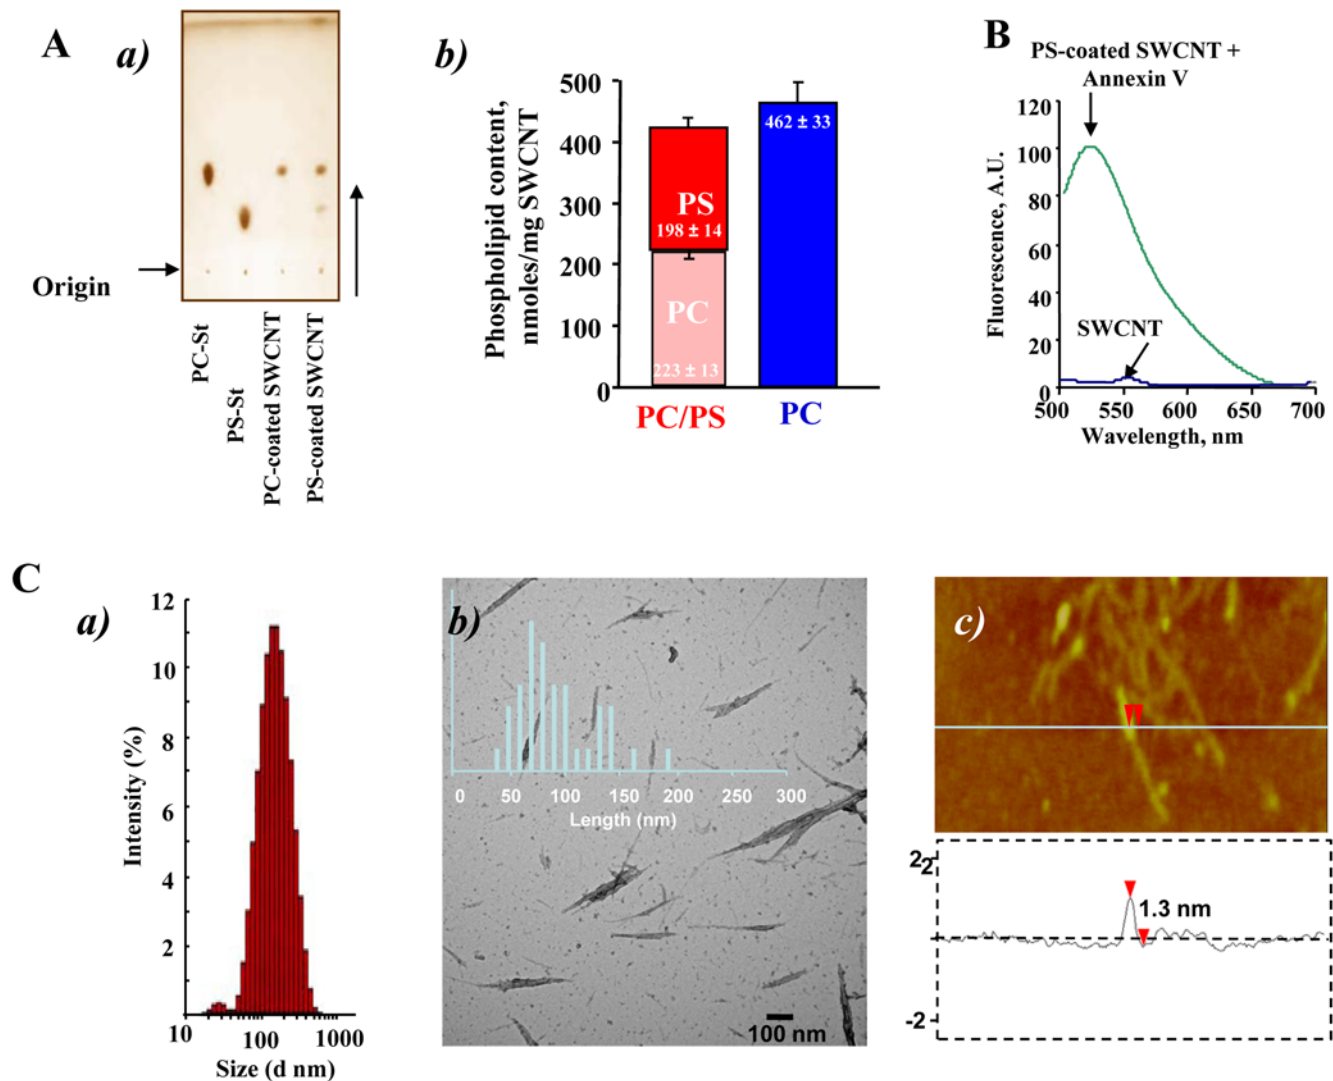 A
a)
Origin
PC-St
PS-St
PC-coated SWCNT
PS-coated SWCNT
b)
Phospholipid content,
nmoles/mg SWCNT
500
400
300
200
100
0
PS
198 ± 14
PC
223 ± 13
462 ± 33
PC/PS
PC
B
PS-coated SWCNT +
Annexin V
Fluorescence, A.U.
120
100
80
60
40
20
0
SWCNT
500
550
600
650
700
Wavelength, nm
C
a)
Intensity (%)
12
10
8
6
4
2
10
100
1000
Size (d nm)
b)
0
50
100
150
200
250
300
Length (nm)
100 nm
c)
22
1.3 nm
-2